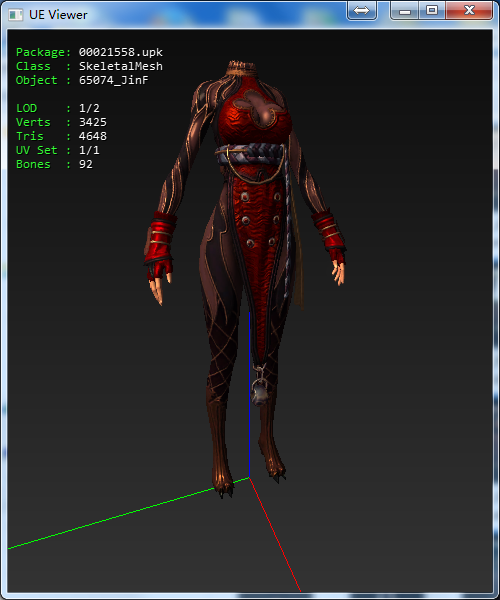 UE Viewer
Package: 00021558.upk
Class : SkeletalMesh
Object : 65074_JinF
LOD : 1/2
Verts : 3425
Tris : 4648
UV Set : 1/1
Bones : 92